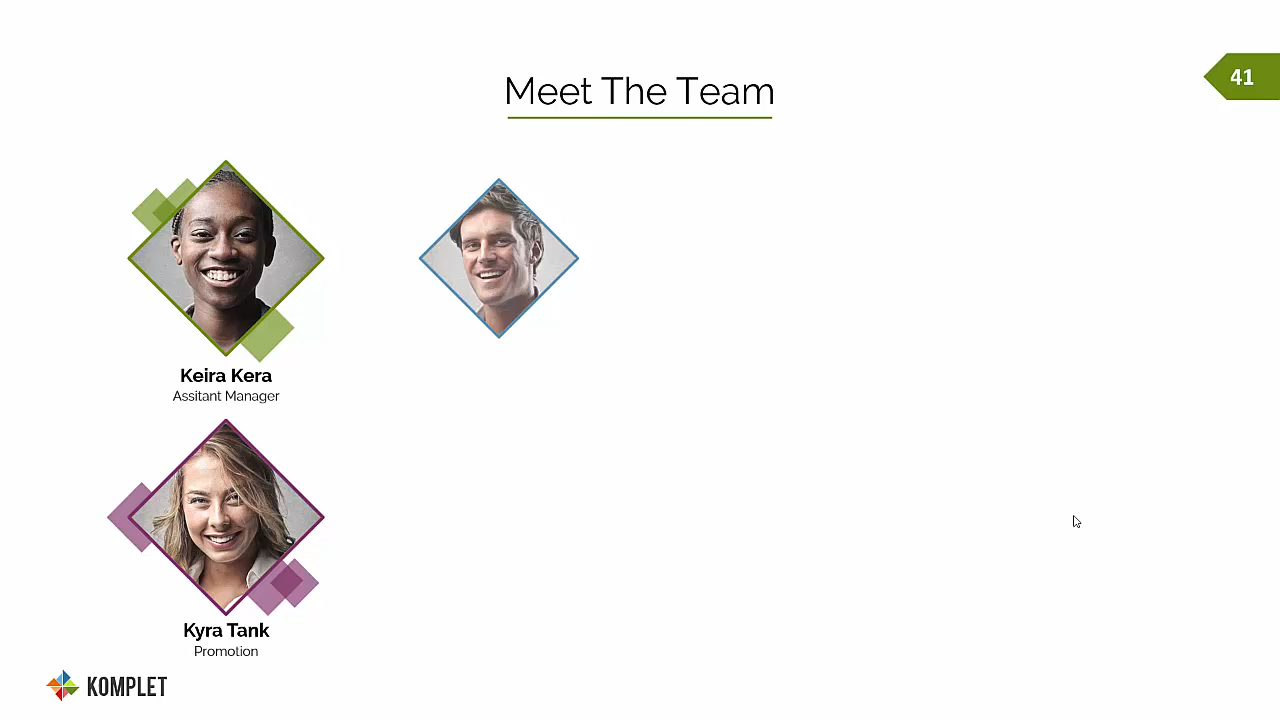 Meet The Team
41
Keira Kera
Assitant Manager
Kyra Tank
Promotion
KOMPLET